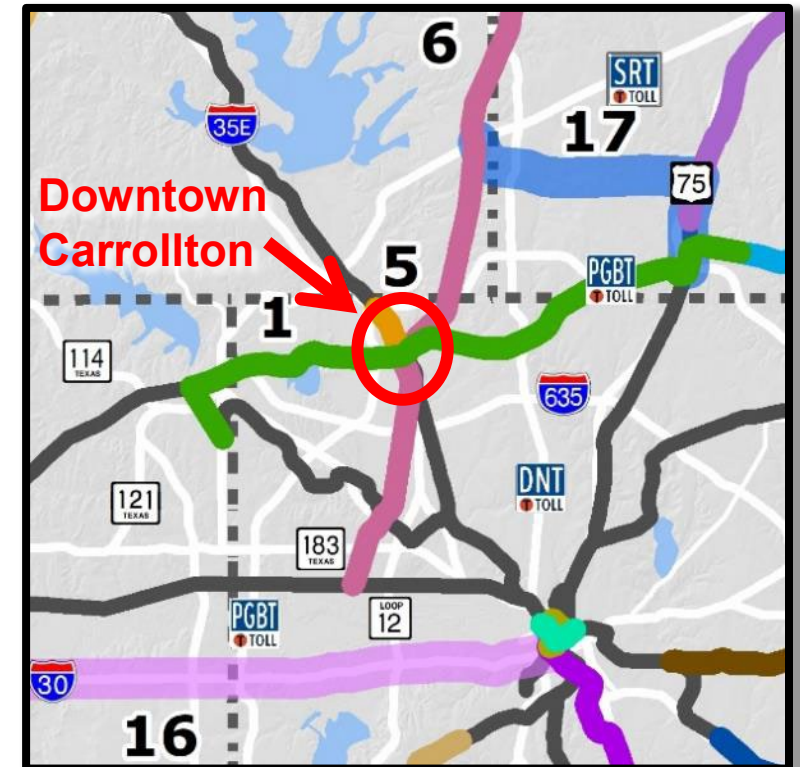 6
SRT
T TOLL
35E
17
75
Downtown
Carrollton
5
PGBT
T TOLL
1
114
TEXAS
635
121
TEXAS
DNT
T TOLL
183
TEXAS
PGBT
T TOLL
LOOP
12
30
16